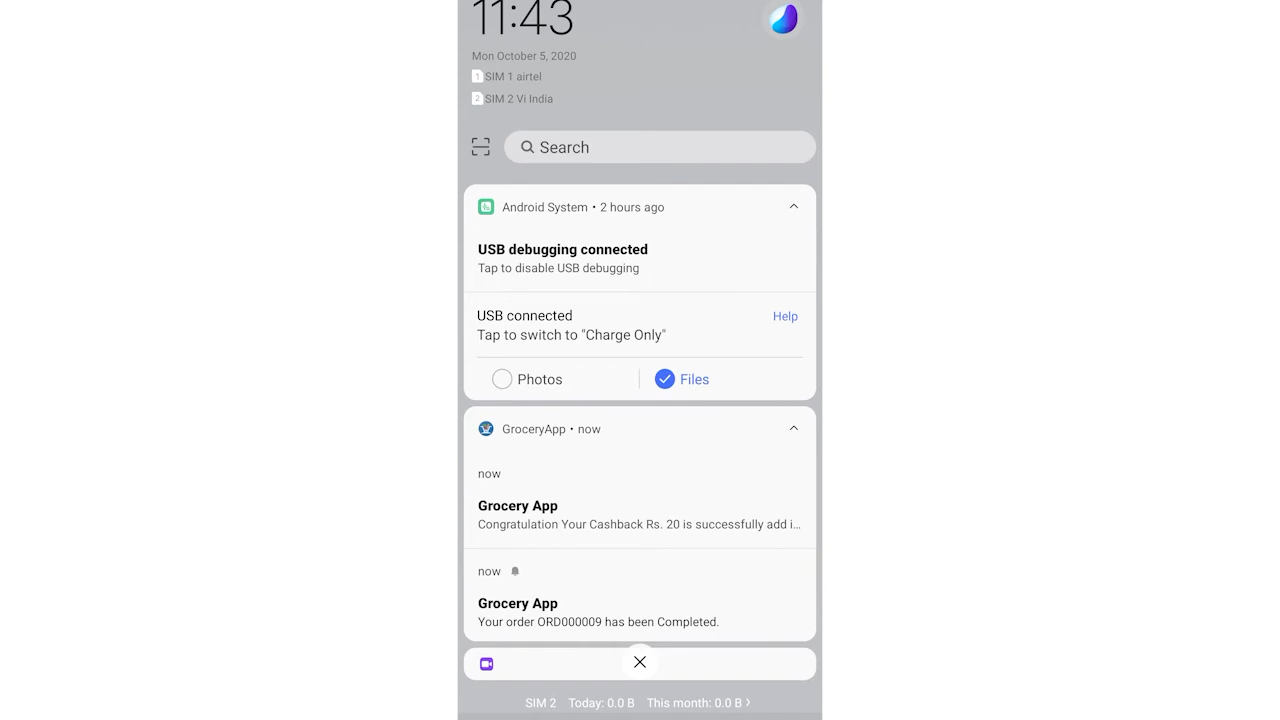 11:43
Mon October 5, 2020
1 SIM 1 airtel
2 SIM 2 Vi India
Search
Android System • 2 hours ago
USB debugging connected
Tap to disable USB debugging
USB connected
Help
Tap to switch to "Charge Only"
Photos
Files
GroceryApp • now
now
Grocery App
Congratulation Your Cashback Rs. 20 is successfully add i...
now
Grocery App
Your order ORD000009 has been Completed.
SIM 2 Today: 0.0 B This month: 0.0 B